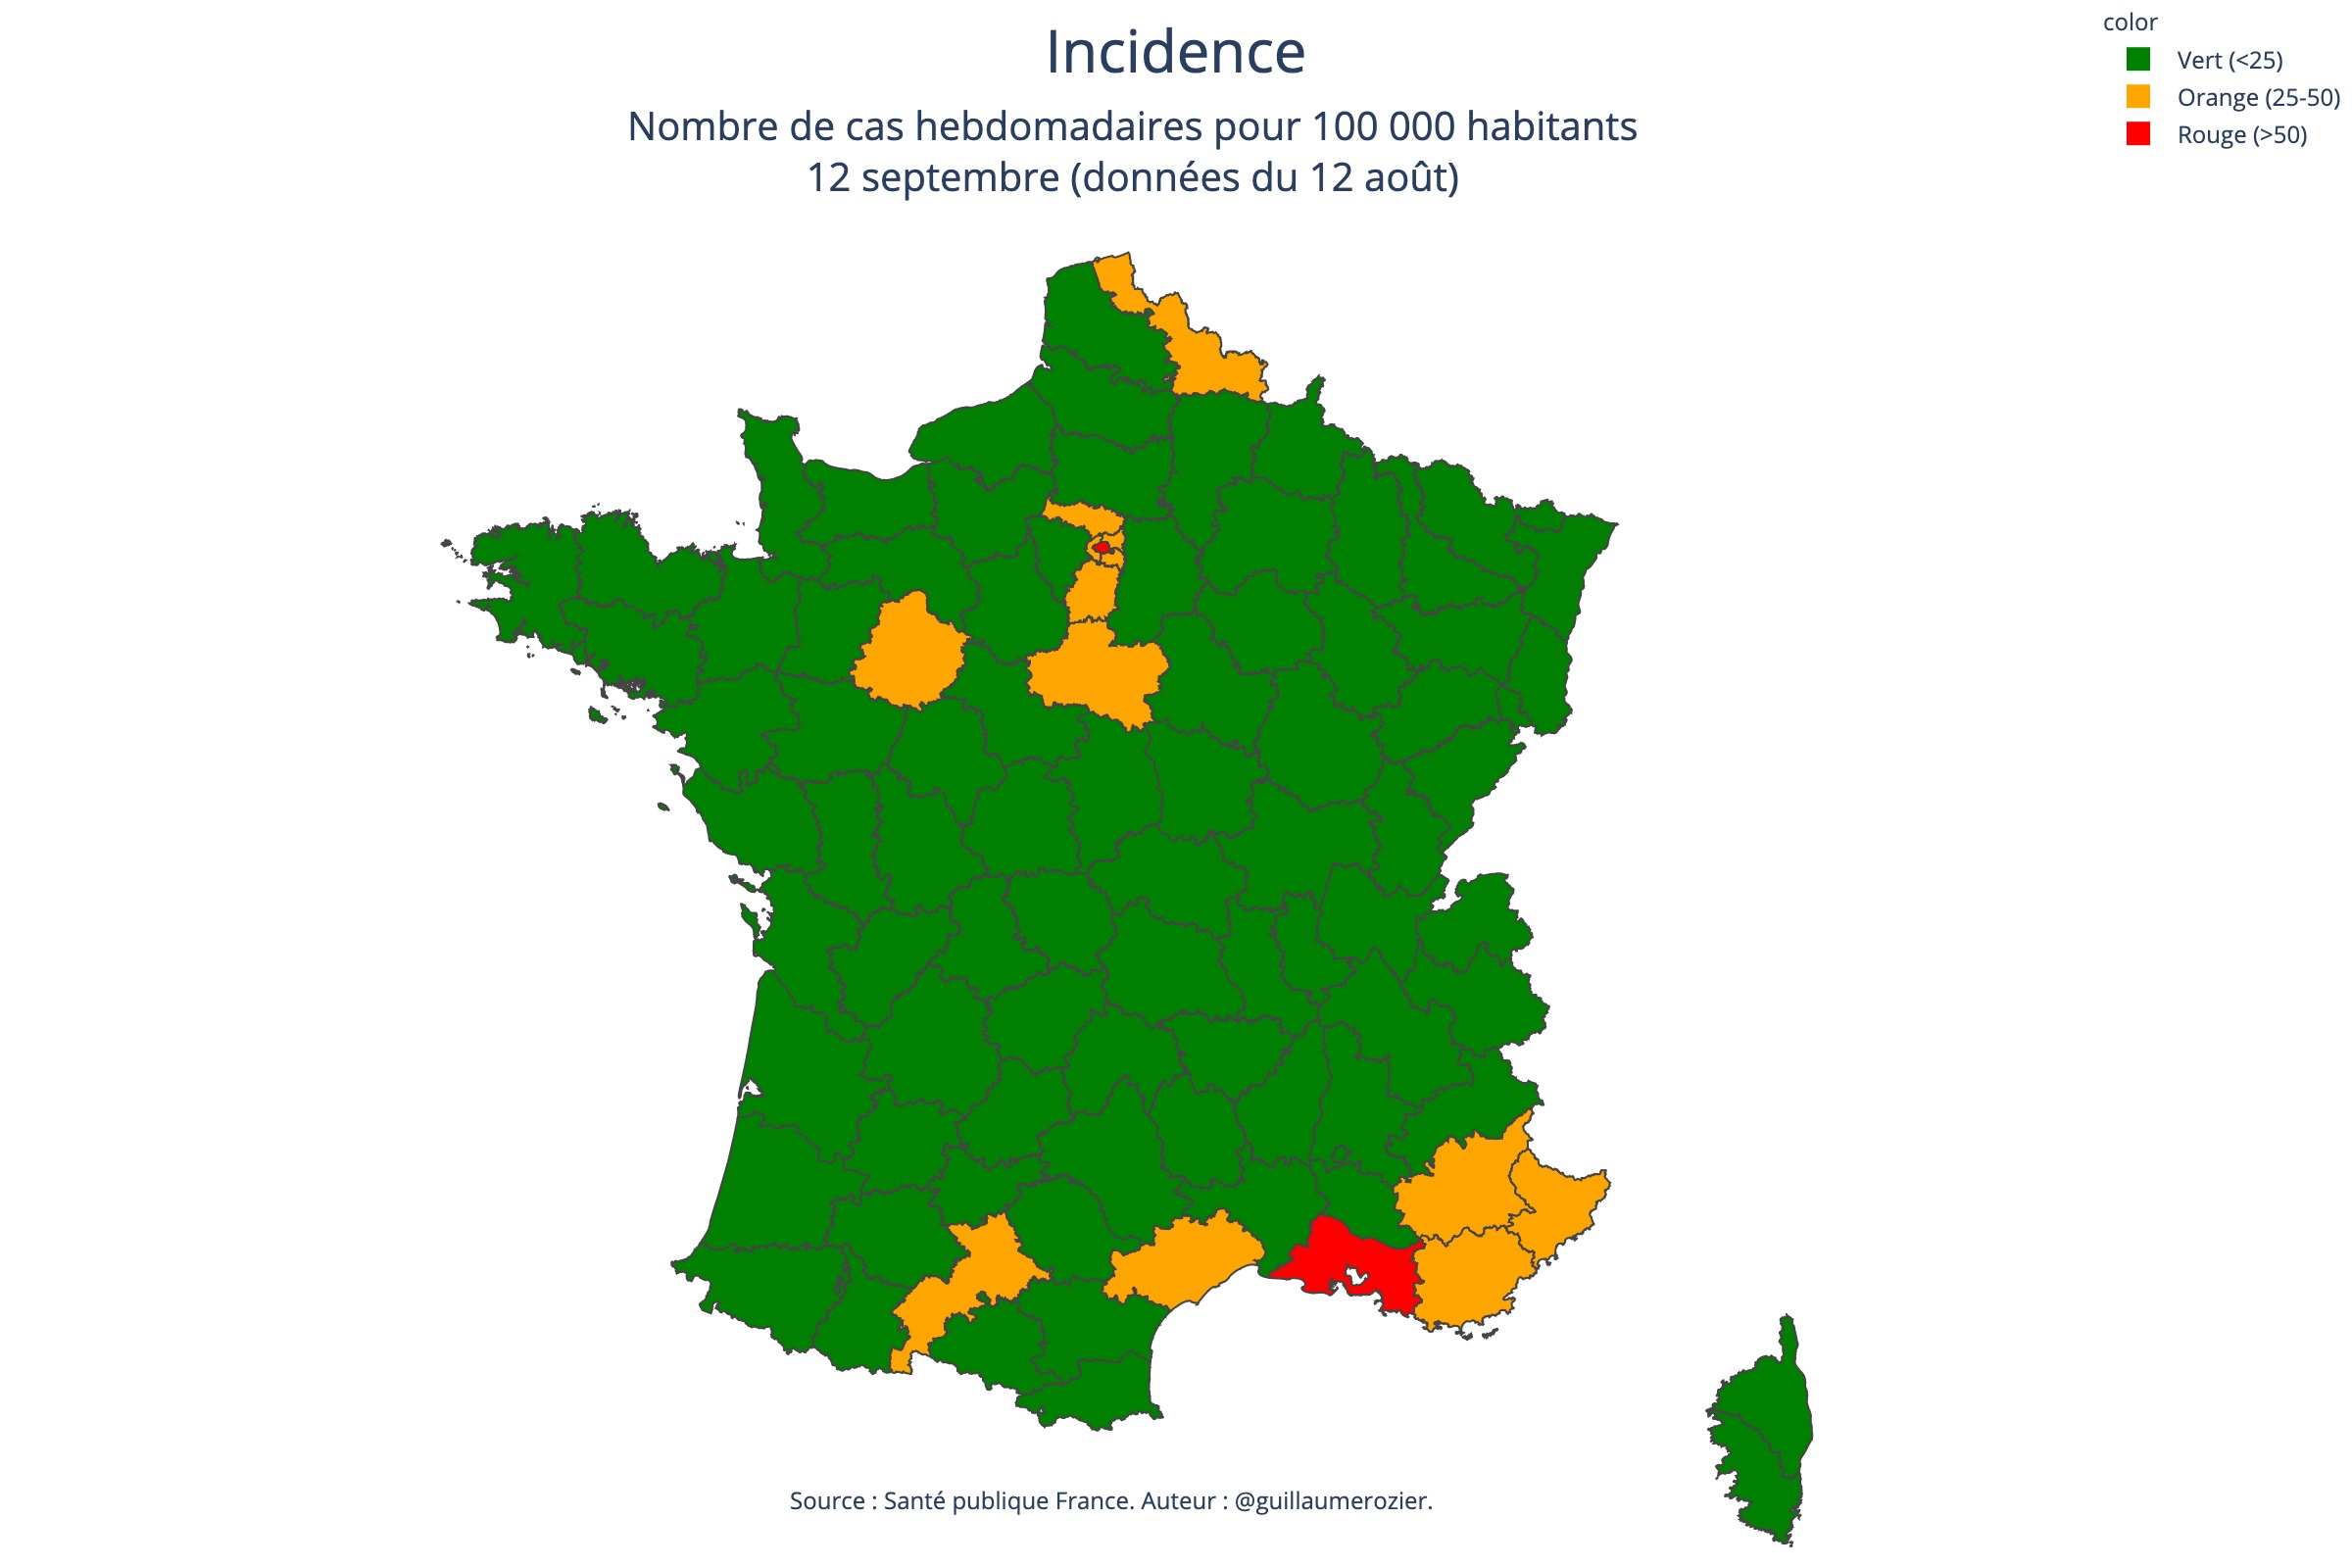 Incidence
Nombre de cas hebdomadaires pour 100 000 habitants
12 septembre (données du 12 août)
color
Vert (<25)
Orange (25-50)
Rouge (>50)
Source : Santé publique France. Auteur : @guillaumerozier.